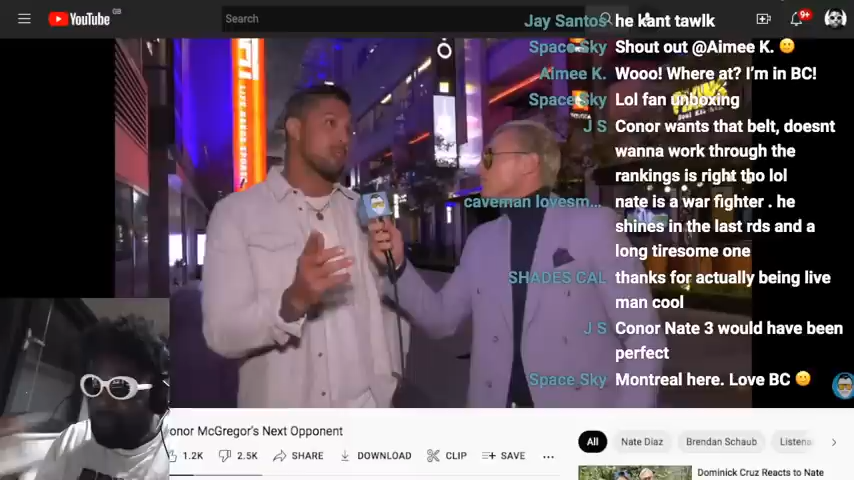 YouTube GB
Search
9+
Jay Santos he kant tawlk
Space Sky Shout out @Aimee K. 🙂
Aimee K. Wooo! Where at? I'm in BC!
Space Sky Lol fan unboxing
J S Conor wants that belt, doesnt
wanna work through the
rankings is right tho lol
caveman lovesm... nate is a war fighter . he
shines in the last rds and a
long tiresome one
SHADES CAL thanks for actually being live
man cool
J S Conor Nate 3 would have been
perfect
Space Sky Montreal here. Love BC 🙂
onor McGregor's Next Opponent
1.2K 2.5K SHARE DOWNLOAD CLIP SAVE ...
All Nate Diaz Brendan Schaub Listena
Dominick Cruz Reacts to Nate